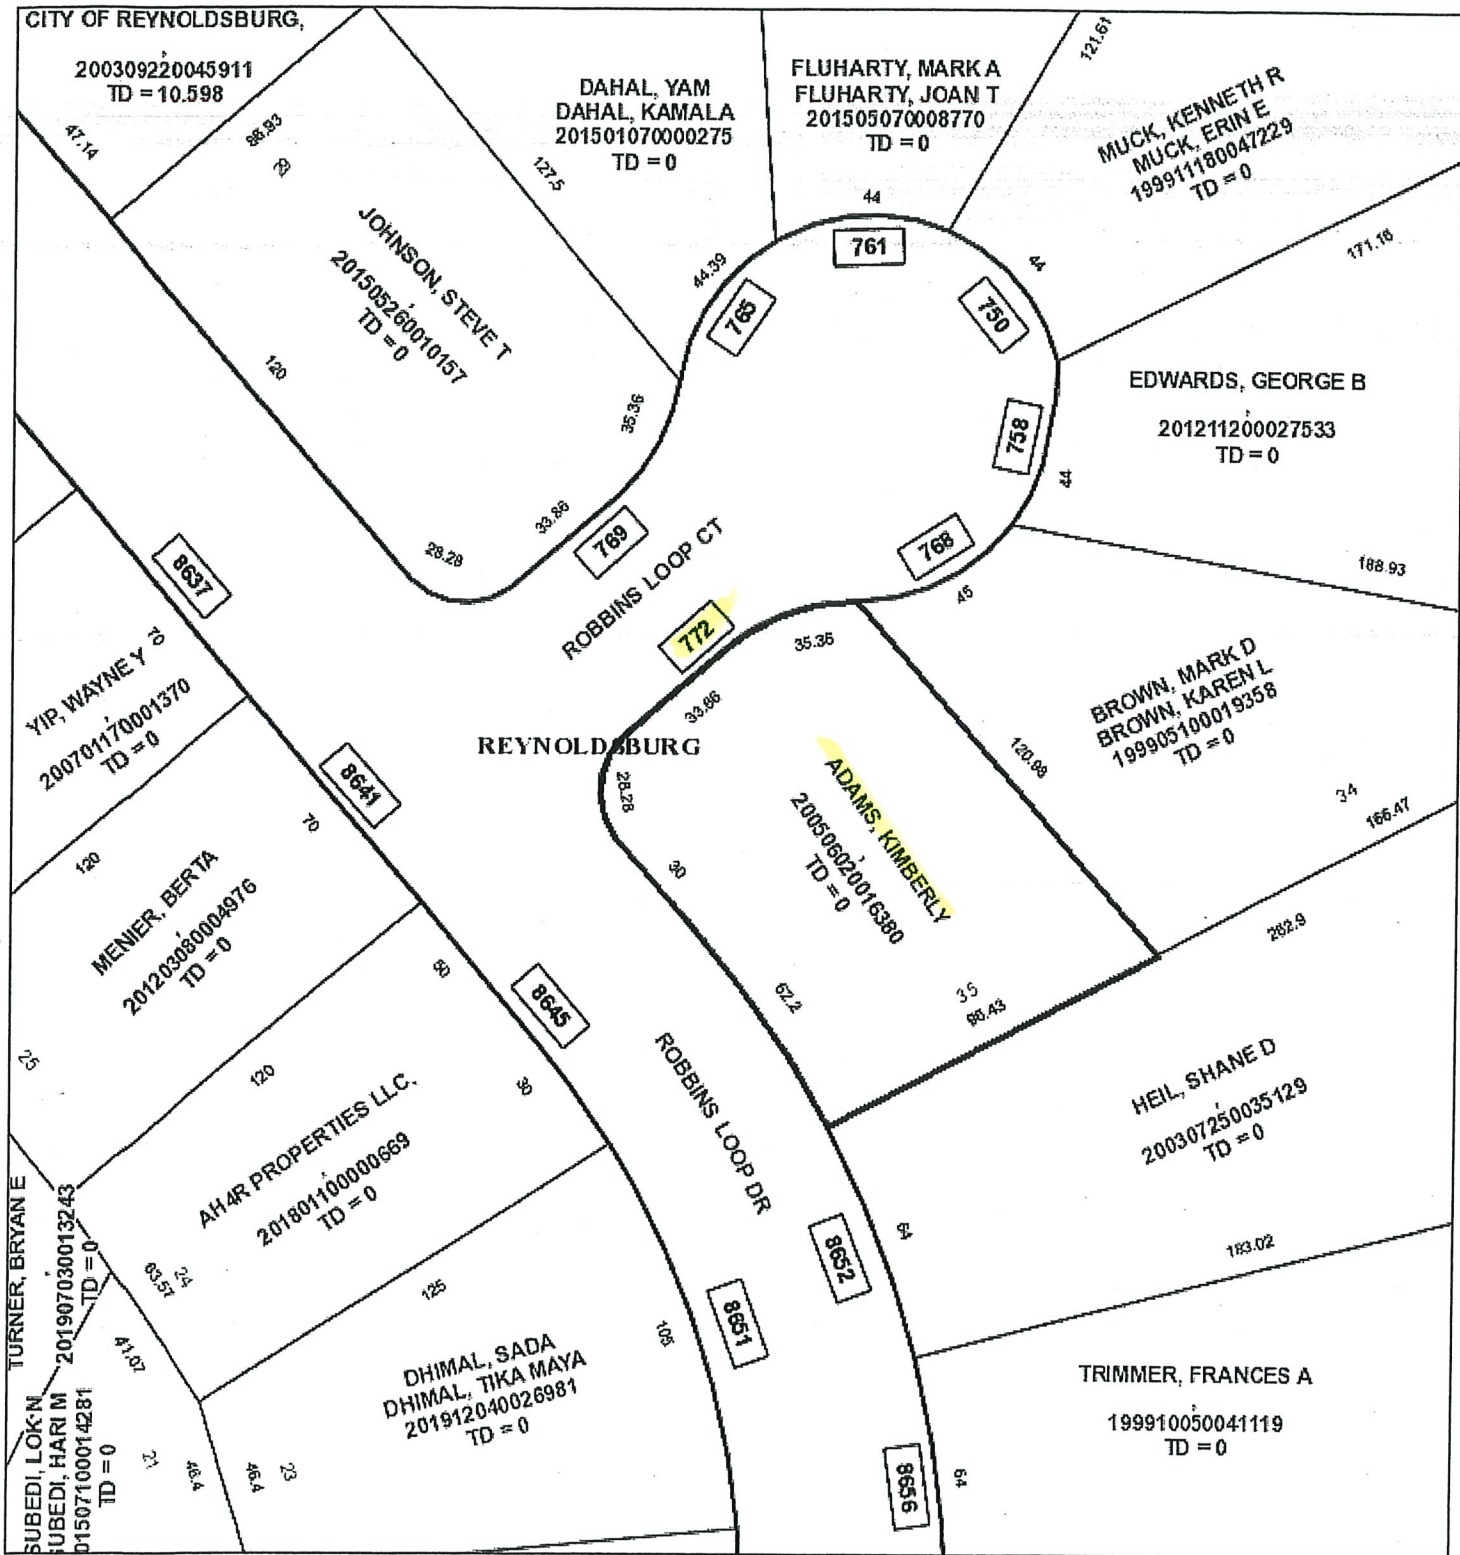 CITY OF REYNOLDSBURG,
,
200309220045911
TD = 10.598
47.14
86.93
DAHAL, YAM
DAHAL, KAMALA
201501070000275
TD = 0
127.5
FLUHARTY, MARK A
FLUHARTY, JOAN T
201505070008770
TD = 0
121.61
MUCK, KENNETH R
MUCK, ERIN E
199911180047229
TD = 0
171.16
JOHNSON, STEVE T
,
201505260010157
TD = 0
120
44.39
44
44
765
761
750
35.36
33.86
28.28
769
758
44
EDWARDS, GEORGE B
,
201211200027533
TD = 0
768
45
188.93
ROBBINS LOOP CT
772
35.36
33.86
8637
70
YIP, WAYNE Y
,
200701170001370
TD = 0
REYNOLDSBURG
28.28
30
BROWN, MARK D
BROWN, KAREN L
199905100019358
TD = 0
120.98
34
166.47
ADAMS, KIMBERLY
,
200506020016380
TD = 0
8641
70
120
MENIER, BERTA
,
201203080004976
TD = 0
62.2
35
262.9
25
60
8645
120
30
ROBBINS LOOP DR
HEIL, SHANE D
,
200307250035129
TD = 0
AH4R PROPERTIES LLC,
,
201801100000669
TD = 0
TURNER, BRYAN E
,
201907030013243
TD = 0
63.57
24
125
64
8652
183.02
41.07
DHIMAL, SADA
DHIMAL, TIKA MAYA
201912040026981
TD = 0
105
8651
TRIMMER, FRANCES A
,
199910050041119
TD = 0
SUBEDI, LOK N
SUBEDI, HARI M
01507100014281
TD = 0
21
46.4
46.4
23
8656
64